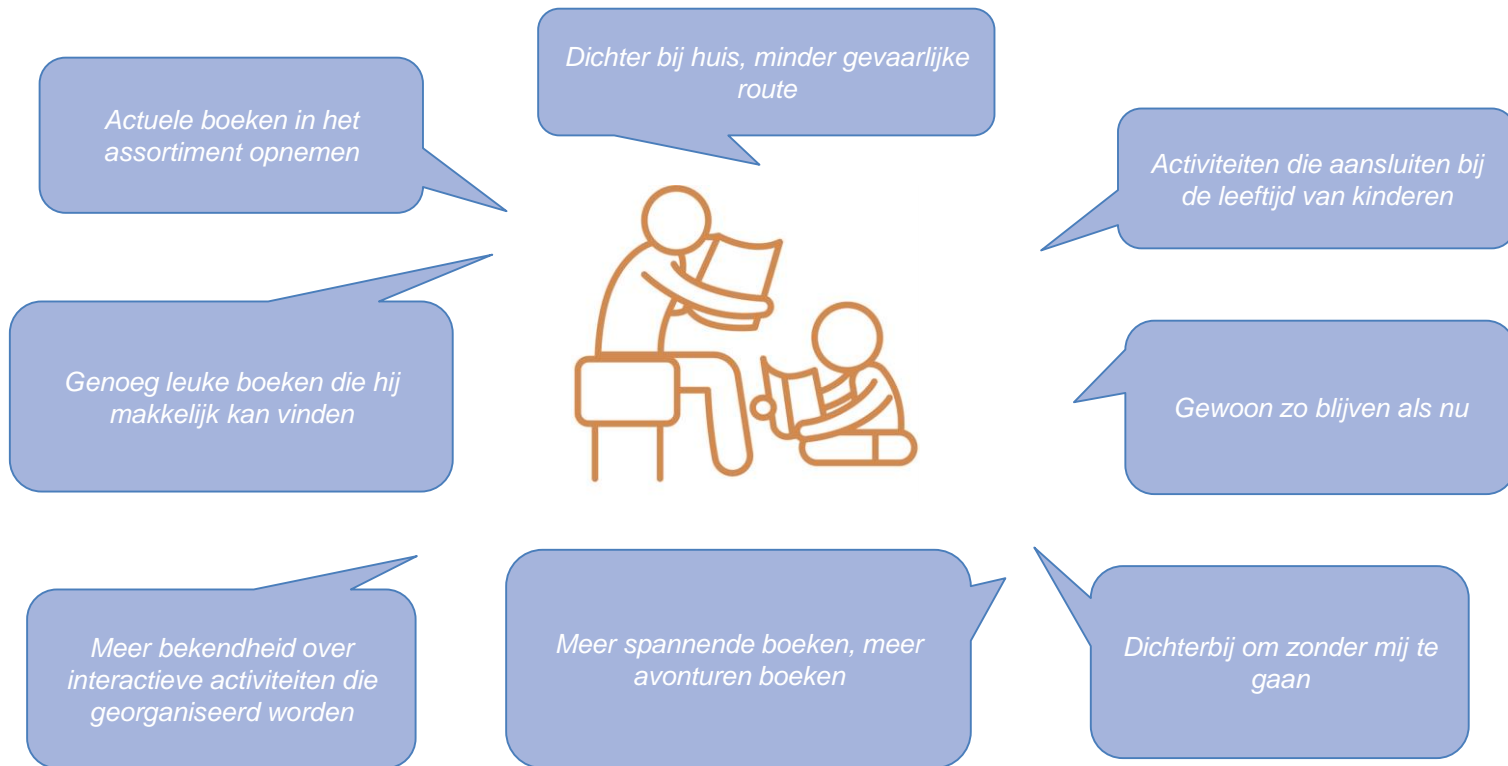 Dichter bij huis, minder gevaarlijke
route
Actuele boeken in het
assortiment opnemen
Activiteiten die aansluiten bij
de leeftijd van kinderen
Genoeg leuke boeken die hij
makkelijk kan vinden
Gewoon zo blijven als nu
Meer bekendheid over
interactieve activiteiten die
georganiseerd worden
Meer spannende boeken, meer
avonturen boeken
Dichterbij om zonder mij te
gaan